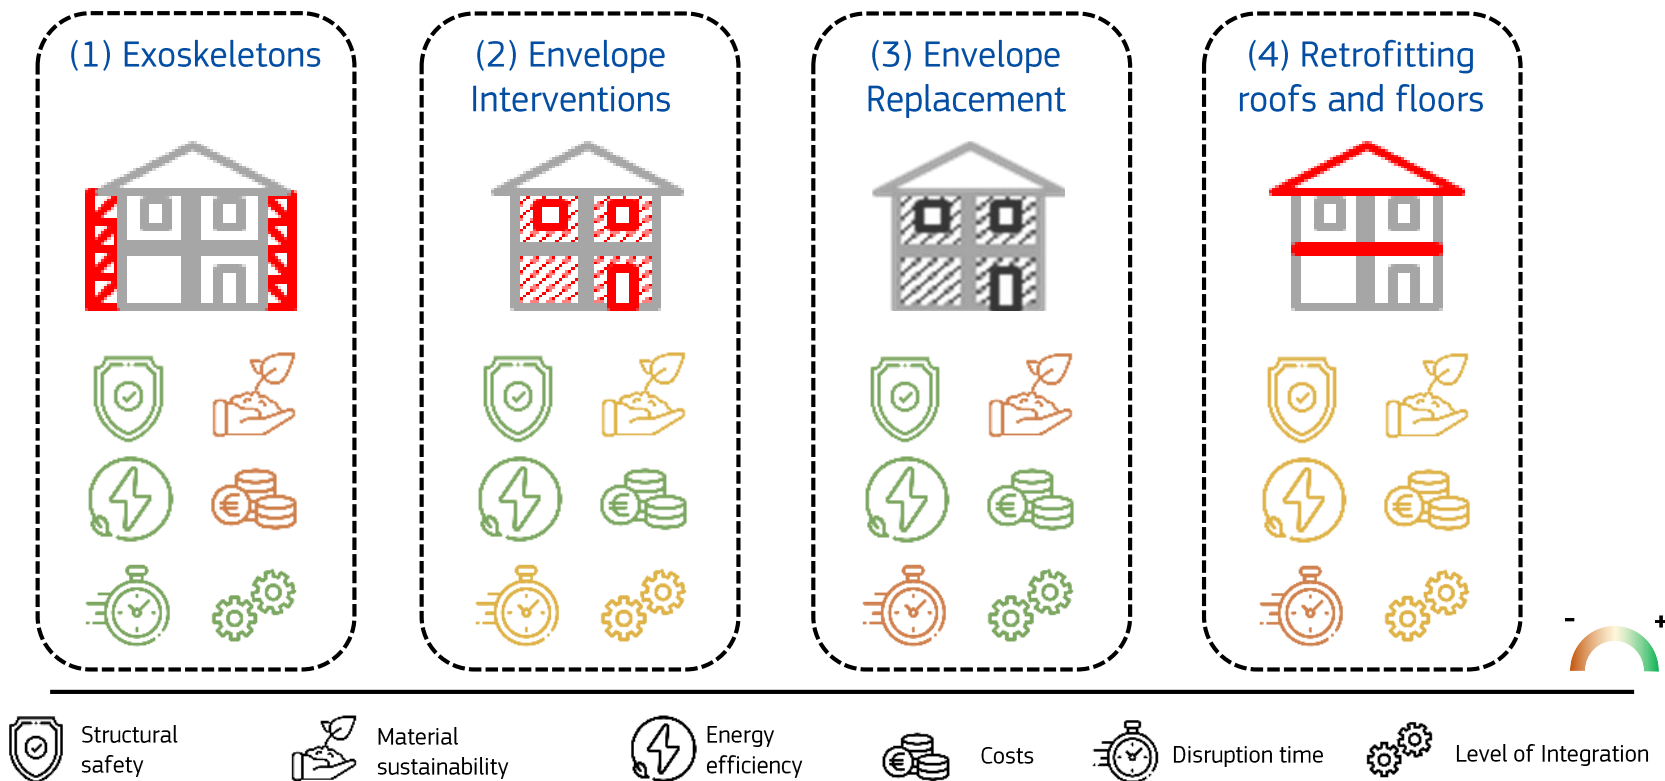 (1) Exoskeletons
(2) Envelope
Interventions
(3) Envelope
Replacement
(4) Retrofitting
roofs and floors
€
€
€
€
- +
Structural
safety
Material
sustainability
Energy
efficiency
€
Costs
Disruption time
Level of Integration